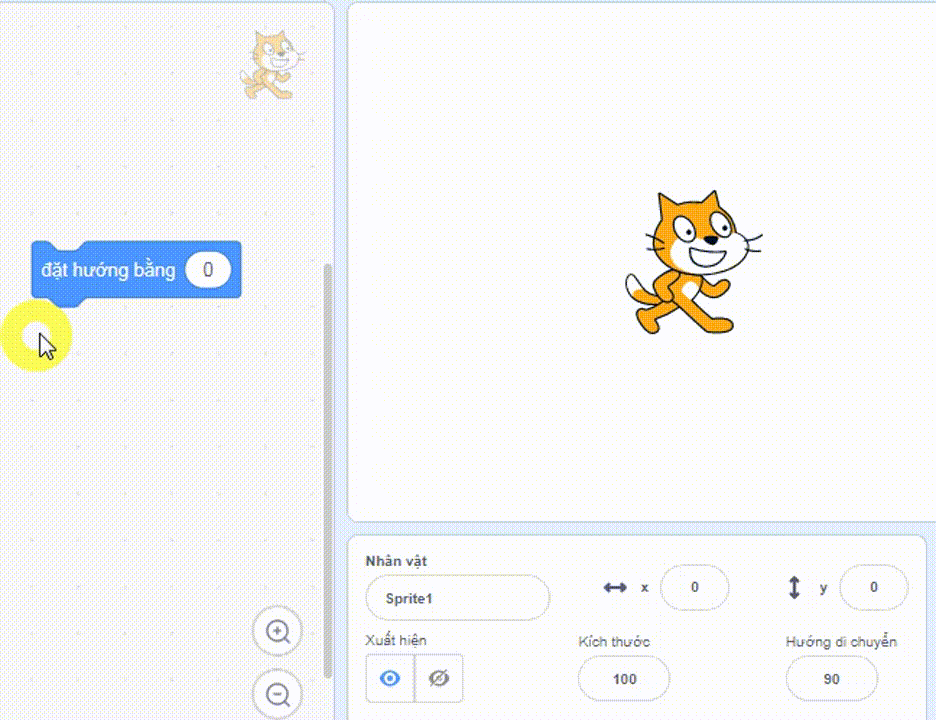 đặt hướng bằng 0
Nhân vật
Sprite1
x 0
y 0
Xuất hiện
Kích thước
100
Hướng di chuyển
90